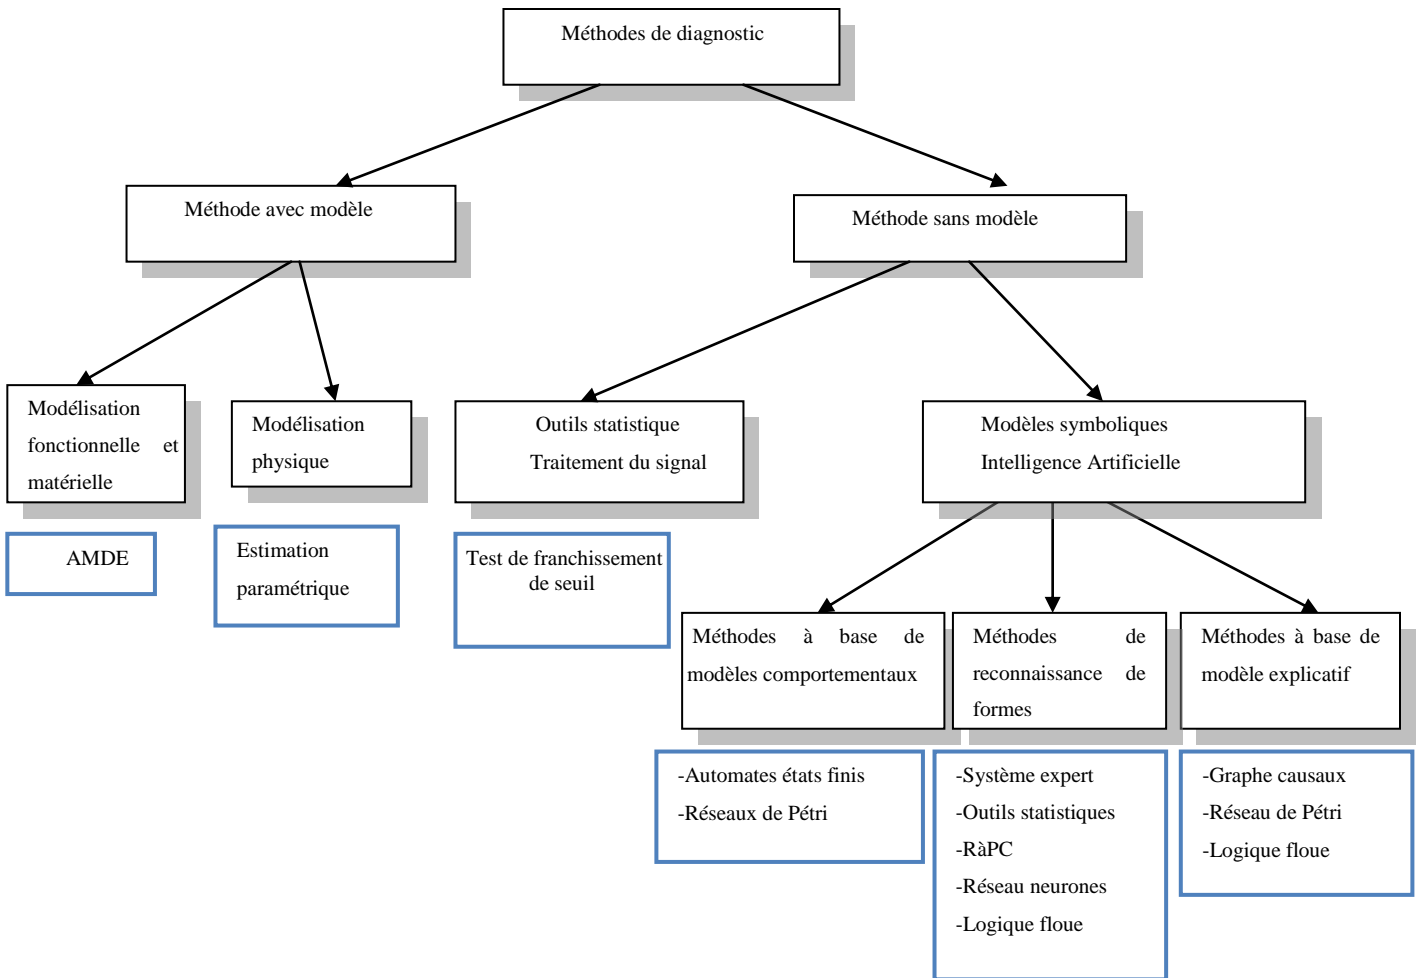 Méthodes de diagnostic
Méthode avec modèle
Méthode sans modèle
Modélisation
fonctionnelle et
matérielle
Modélisation
physique
Outils statistique
Traitement du signal
Modèles symboliques
Intelligence Artificielle
AMDE
Estimation
paramétrique
Test de franchissement
de seuil
Méthodes à base de
modèles comportementaux
Méthodes de
reconnaissance de
formes
Méthodes à base de
modèle explicatif
-Automates états finis
-Réseaux de Pétri
-Système expert
-Outils statistiques
-RàPC
-Réseau neurones
-Logique floue
-Graphe causaux
-Réseau de Pétri
-Logique floue